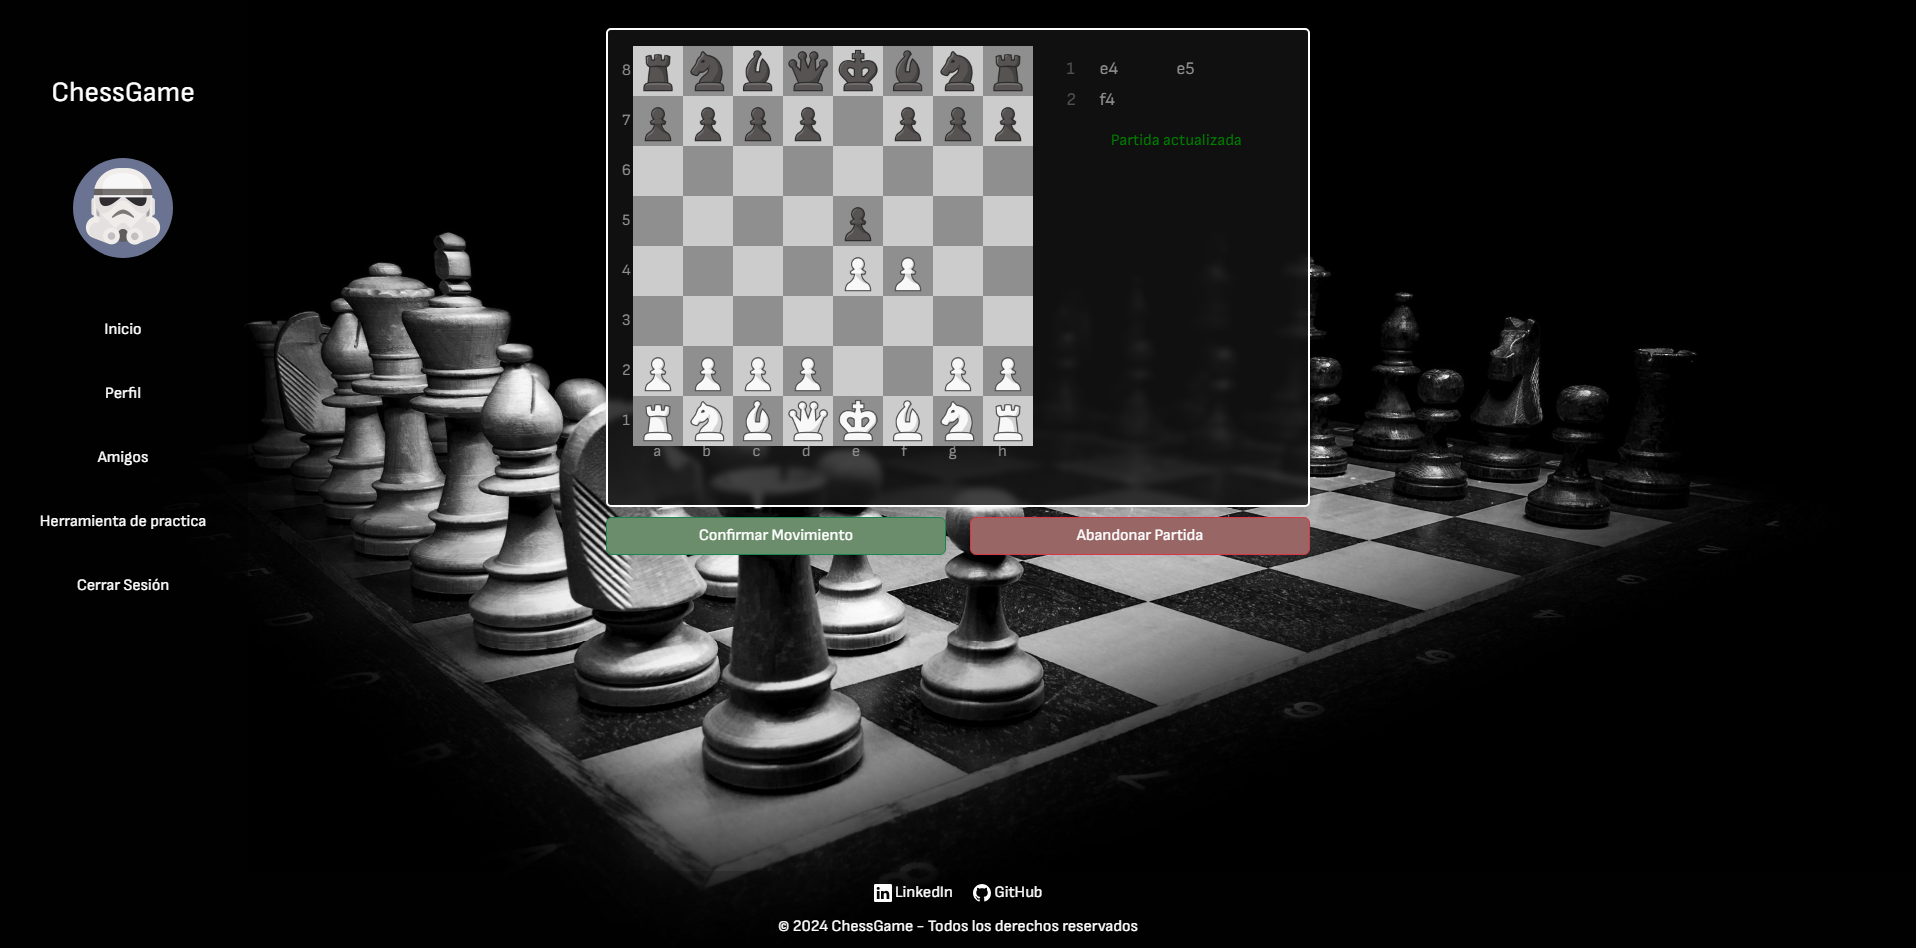 ChessGame
Inicio
Perfil
Amigos
Herramienta de practica
Cerrar Sesión
8
7
6
5
4
3
2
1
a b c d e f g h
1 e4 e5
2 f4
Partida actualizada
Confirmar Movimiento
Abandonar Partida
LinkedIn GitHub
© 2024 ChessGame - Todos los derechos reservados